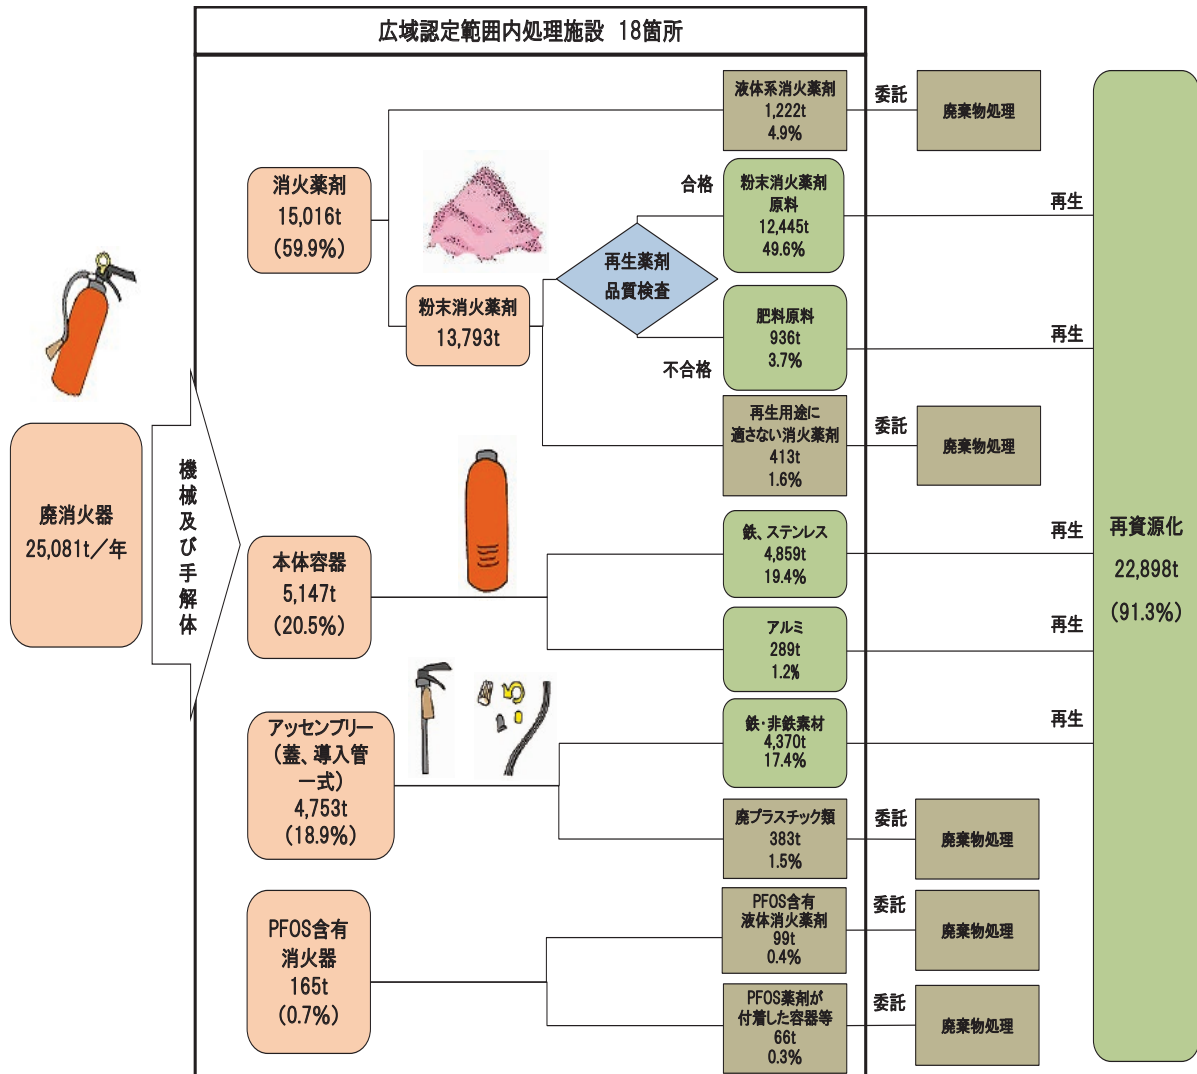 広域認定範囲内処理施設 18箇所
廃消火器
25,081t／年
機械及び手解体
消火薬剤
15,016t
(59.9%)
粉末消火薬剤
13,793t
再生薬剤
品質検査
合格
不合格
液体系消火薬剤
1,222t
4.9%
委託
廃棄物処理
粉末消火薬剤
原料
12,445t
49.6%
再生
肥料原料
936t
3.7%
再生
再生用途に
適さない消火薬剤
413t
1.6%
委託
廃棄物処理
本体容器
5,147t
(20.5%)
鉄、ステンレス
4,859t
19.4%
再生
アルミ
289t
1.2%
再生
アッセンブリー
(蓋、導入管
一式)
4,753t
(18.9%)
鉄・非鉄素材
4,370t
17.4%
再生
廃プラスチック類
383t
1.5%
委託
廃棄物処理
PFOS含有
消火器
165t
(0.7%)
PFOS含有
液体消火薬剤
99t
0.4%
委託
廃棄物処理
PFOS薬剤が
付着した容器等
66t
0.3%
委託
廃棄物処理
再資源化
22,898t
(91.3%)